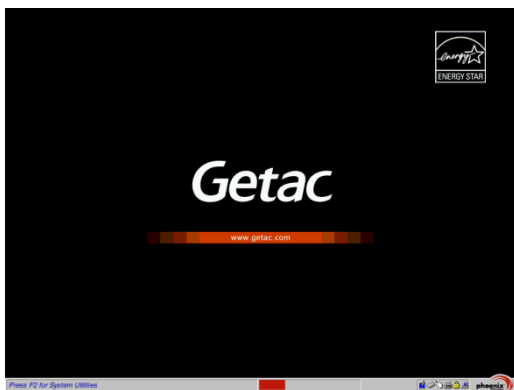 energy
ENERGY STAR
Getac
www.getac.com
Press F2 for System Utilities
phoenix